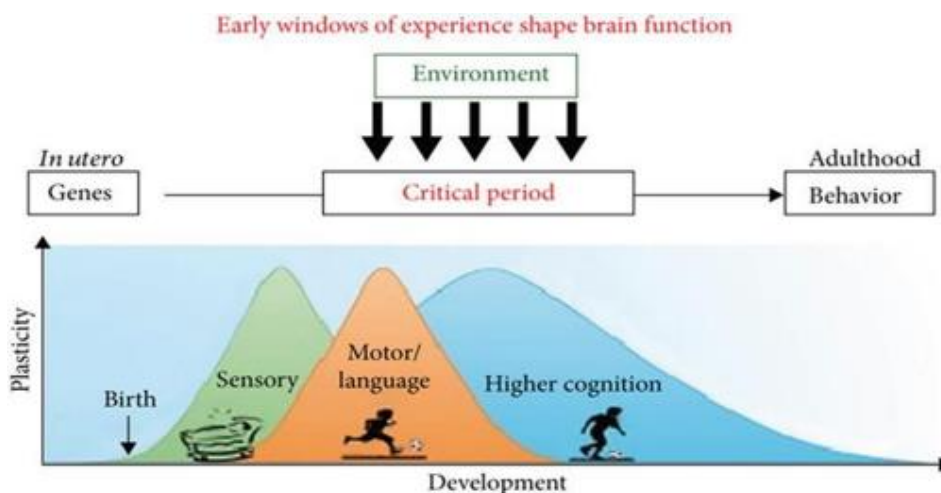 Early windows of experience shape brain function
Environment
In utero
Genes
Critical period
Adulthood
Behavior
Plasticity
Birth
Sensory
Motor/
language
Higher cognition
Development